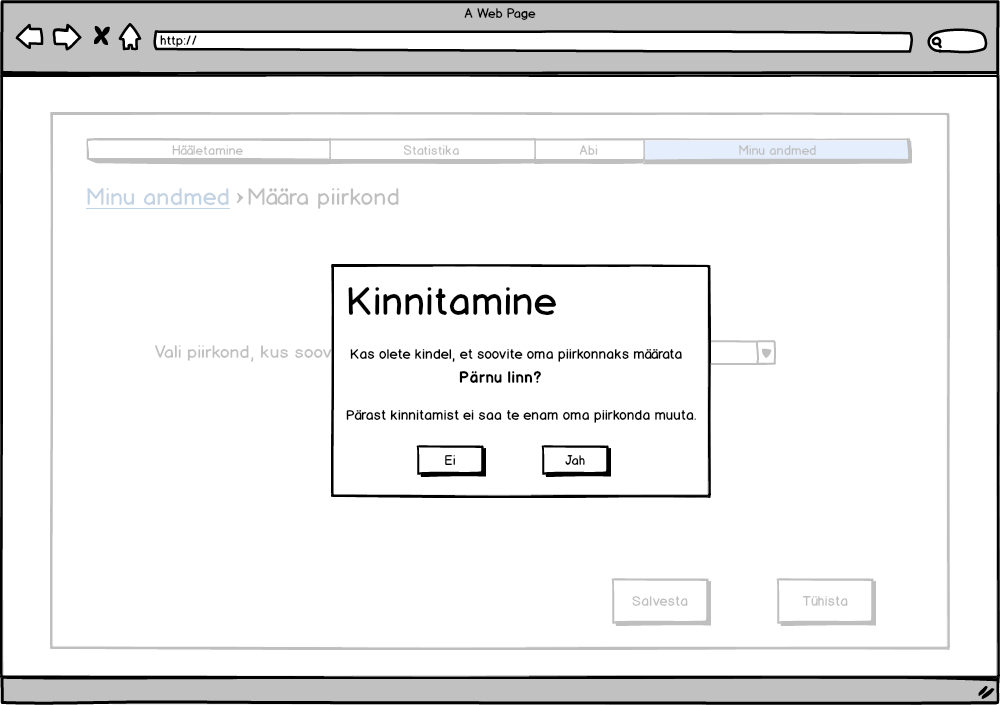 A Web Page
http://
Hääletamine Statistika Abi Minu andmed
Minu andmed › Määra piirkond
Kinnitamine
Vali piirkond, kus soov
Kas olete kindel, et soovite oma piirkonnaks määrata
Pärnu linn?
Pärast kinnitamist ei saa te enam oma piirkonda muuta.
Ei Jah
Salvesta Tühista